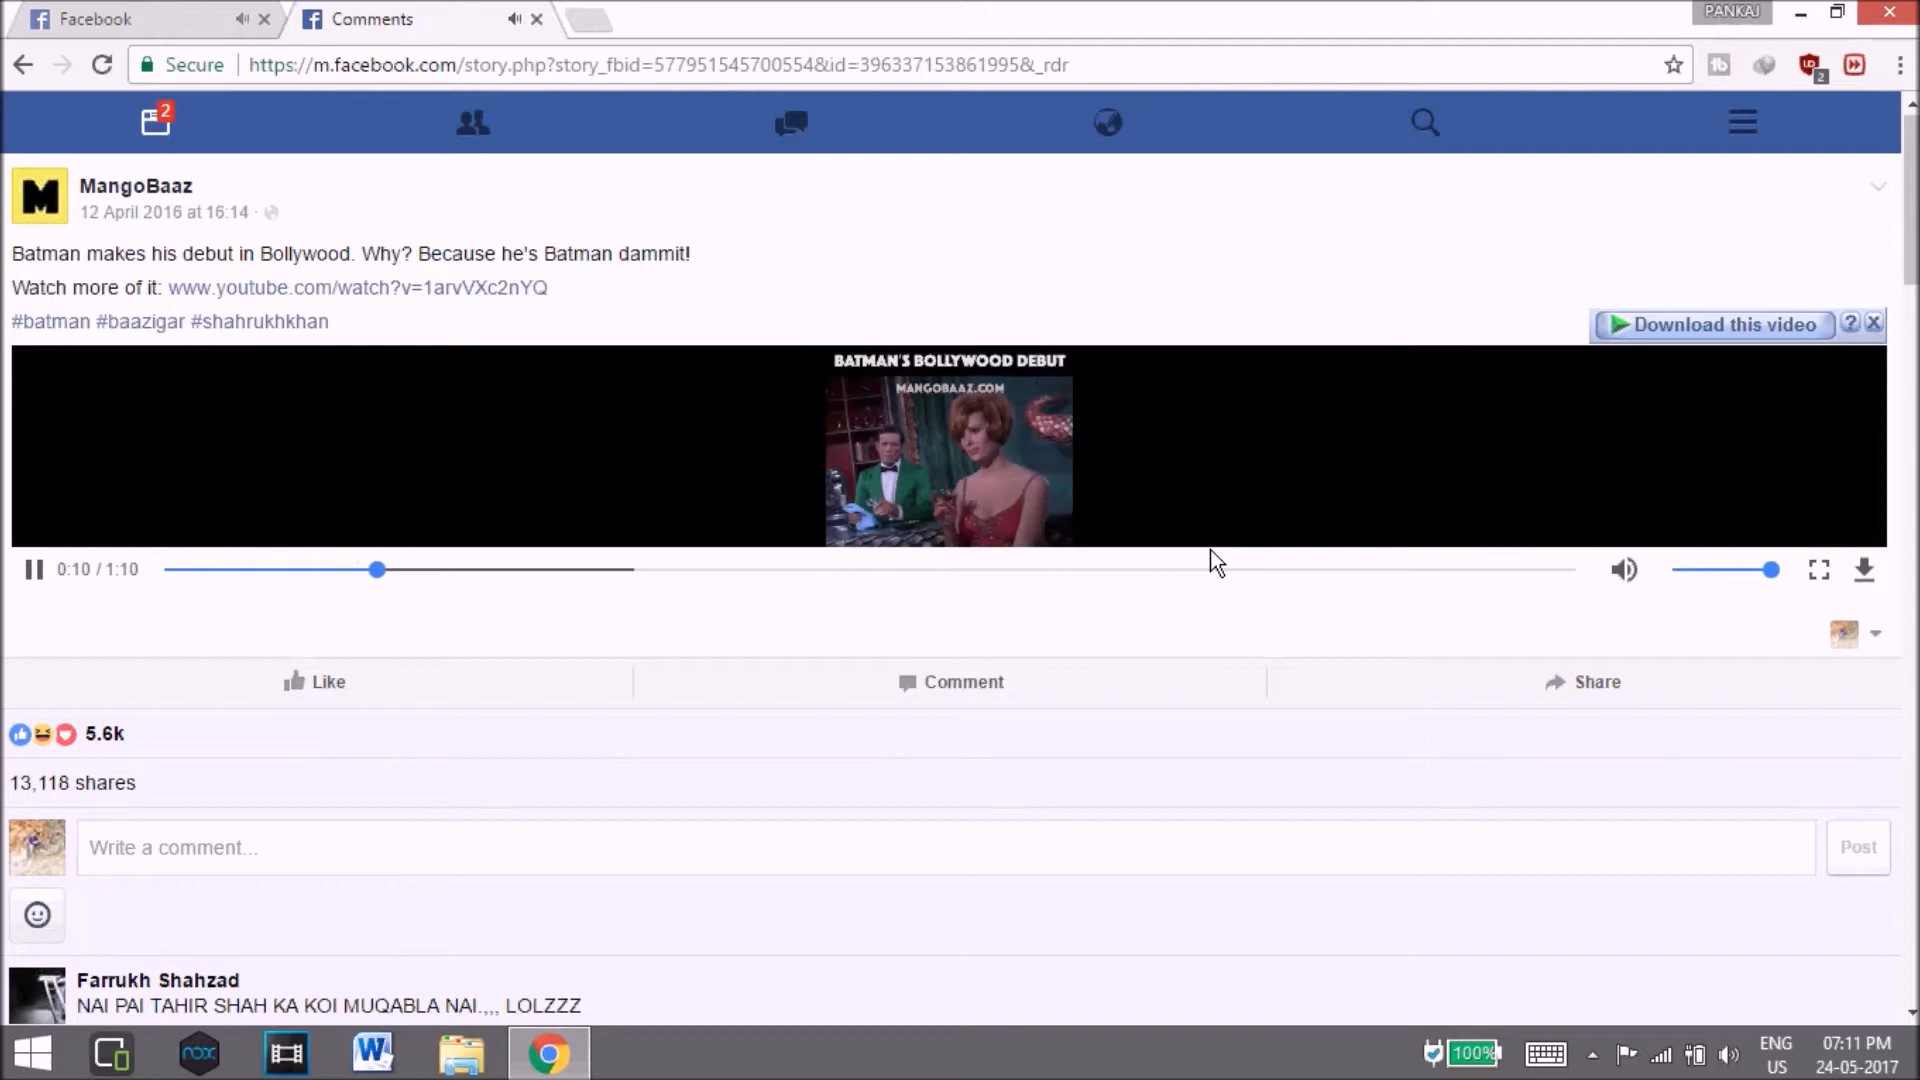 Facebook
Comments
PANKAJ
Secure
https://m.facebook.com/story.php?story_fbid=577951545700554&id=396337153861995&_rdr
2
2
M MangoBaaz
12 April 2016 at 16:14 ·
Batman makes his debut in Bollywood. Why? Because he's Batman dammit!
Watch more of it: www.youtube.com/watch?v=1arvVXc2nYQ
#batman #baazigar #shahrukhkhan
Download this video ?
BATMAN'S BOLLYWOOD DEBUT
MANGOBAAZ.COM
0:10 / 1:10
Like
Comment
Share
5.6k
13,118 shares
Write a comment...
Post
Farrukh Shahzad
NAI PAI TAHIR SHAH KA KOI MUQABLA NAI.,,, LOLZZZ
nox
W
100%
ENG
US
07:11 PM
24-05-2017